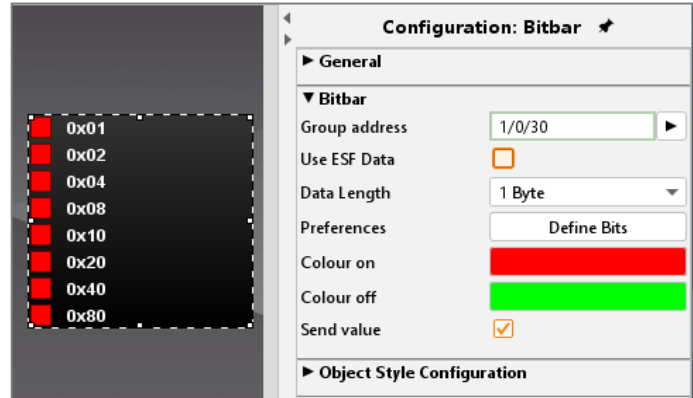 0x01
0x02
0x04
0x08
0x10
0x20
0x40
0x80
Configuration: Bitbar
General
Bitbar
Group address 1/0/30
Use ESF Data
Data Length 1 Byte
Preferences Define Bits
Colour on
Colour off
Send value
Object Style Configuration